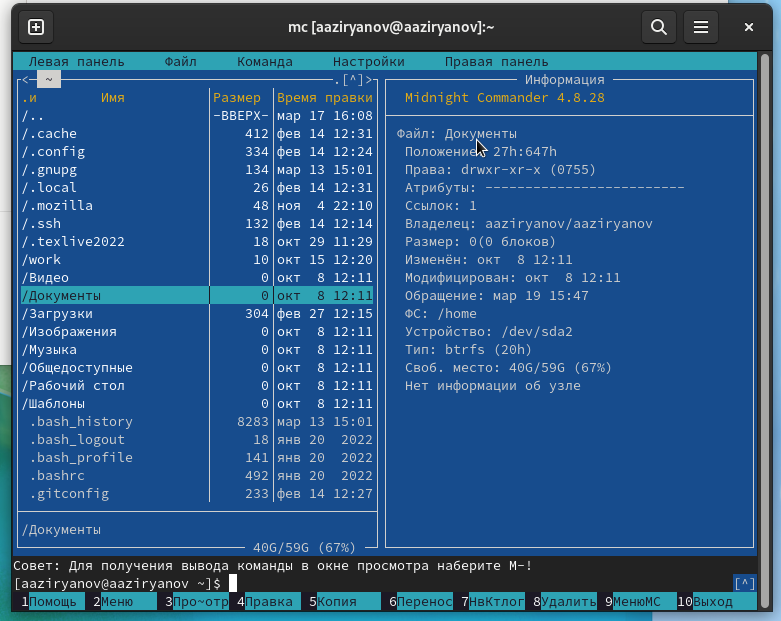 mc [aaziryanov@aaziryanov]:~
Левая панель Файл Команда Настройки Правая панель
<— ~ .[^]>
.и Имя Размер Время правки
/.. -ВВЕРХ- мар 17 16:08
/.cache 412 фев 14 12:31
/.config 334 фев 14 12:24
/.gnupg 134 мар 13 15:01
/.local 26 фев 14 12:31
/.mozilla 48 ноя 4 22:10
/.ssh 132 фев 14 12:14
/.texlive2022 18 окт 29 11:29
/work 10 окт 15 12:20
/Видео 0 окт 8 12:11
/Документы 0 окт 8 12:11
/Загрузки 304 фев 27 12:15
/Изображения 0 окт 8 12:11
/Музыка 0 окт 8 12:11
/Общедоступные 0 окт 8 12:11
/Рабочий стол 0 окт 8 12:11
/Шаблоны 0 окт 8 12:11
.bash_history 8283 мар 13 15:01
.bash_logout 18 янв 20 2022
.bash_profile 141 янв 20 2022
.bashrc 492 янв 20 2022
.gitconfig 233 фев 14 12:27
/Документы
40G/59G (67%)
Информация
Midnight Commander 4.8.28
Файл: Документы
Положение: 27h:647h
Права: drwxr-xr-x (0755)
Атрибуты: -------------------------
Ссылок: 1
Владелец: aaziryanov/aaziryanov
Размер: 0(0 блоков)
Изменён: окт 8 12:11
Модифицирован: окт 8 12:11
Обращение: мар 19 15:47
ФС: /home
Устройство: /dev/sda2
Тип: btrfs (20h)
Своб. место: 40G/59G (67%)
Нет информации об узле
Совет: Для получения вывода команды в окне просмотра наберите M-!
[aaziryanov@aaziryanov ~]$ [^]
1Помощь 2Меню 3Про~отр 4Правка 5Копия 6Перенос 7НвКтлог 8Удалить 9МенюМС 10Выход